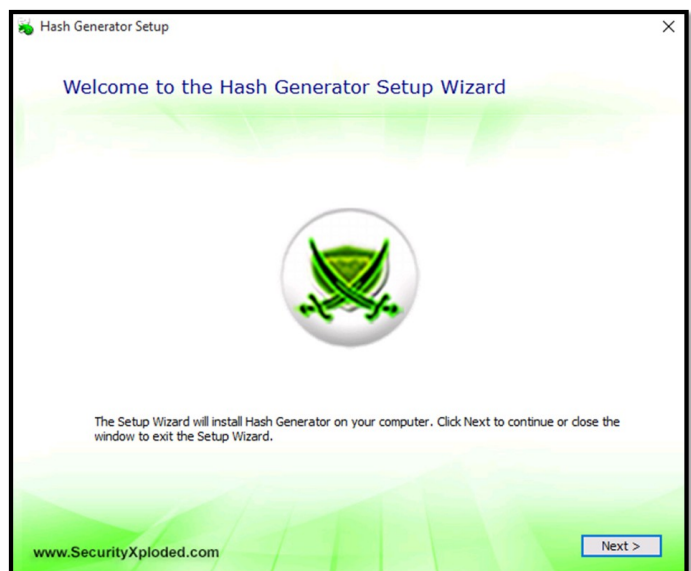 Hash Generator Setup
Welcome to the Hash Generator Setup Wizard
The Setup Wizard will install Hash Generator on your computer. Click Next to continue or close the
window to exit the Setup Wizard.
www.SecurityXploded.com
Next >